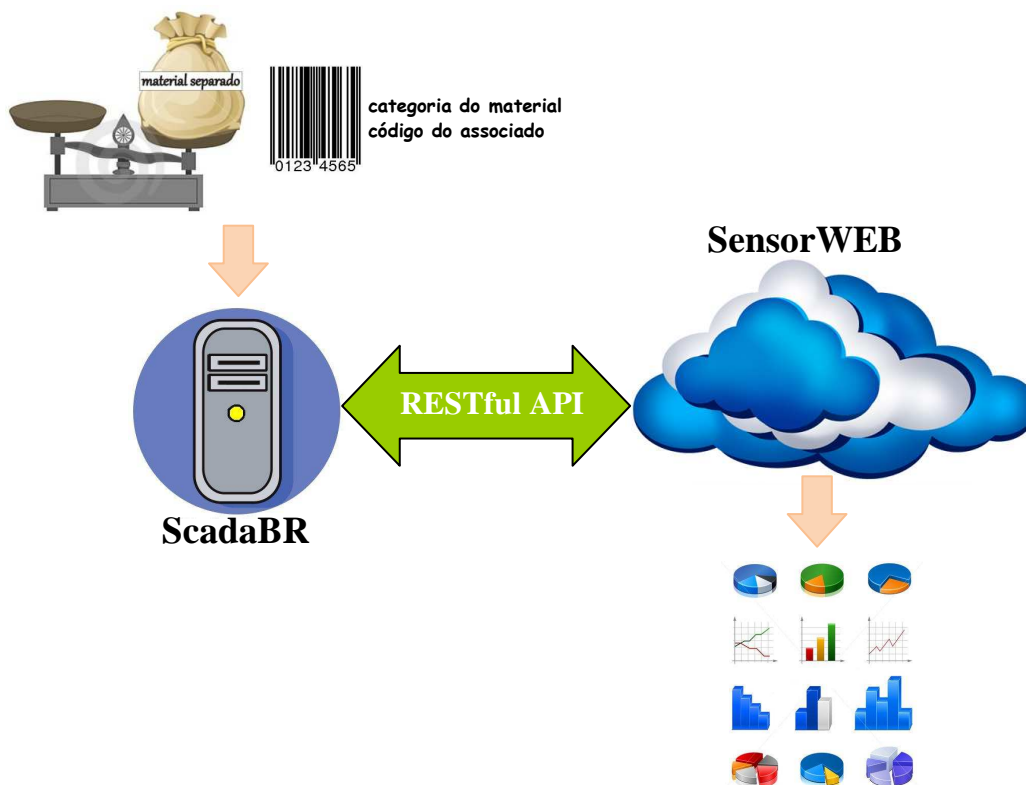 material separado
categoria do material
código do associado
0123 4565
SensorWEB
RESTful API
ScadaBR